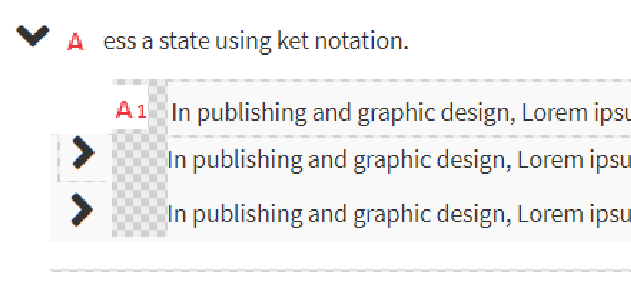 A ess a state using ket notation.
A 1 In publishing and graphic design, Lorem ipsu
In publishing and graphic design, Lorem ipsu
In publishing and graphic design, Lorem ipsu